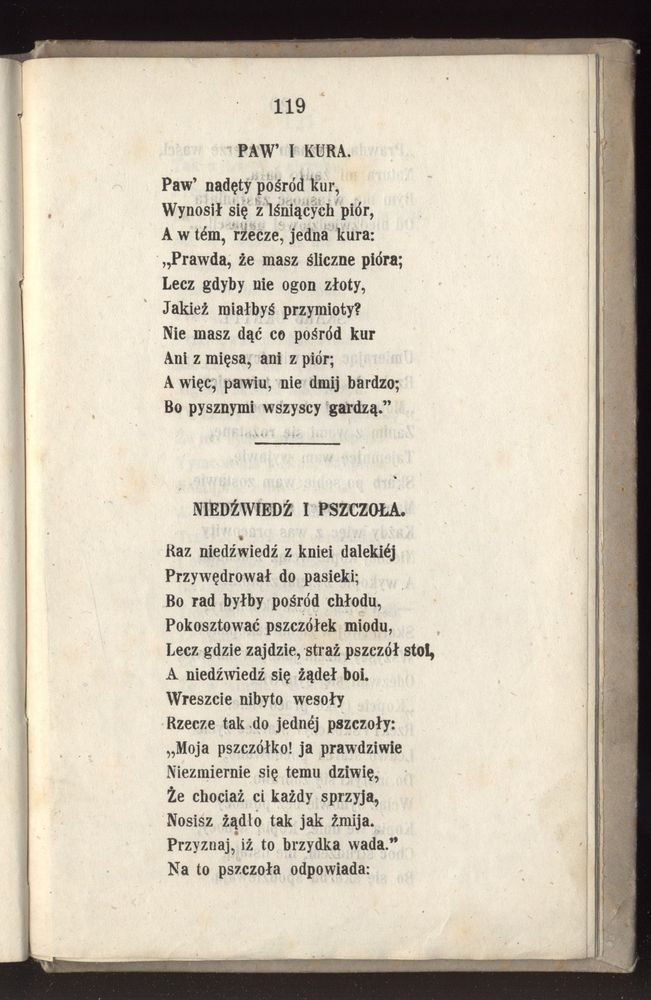 119
PAW' I KURA.
Paw' nadęty pośród kur,
Wynosił się z lśniących piór,
A w tém, rzecze, jedna kura:
„Prawda, że masz śliczne pióra;
Lecz gdyby nie ogon złoty,
Jakież miałbyś przymioty?
Nie masz dąć co pośród kur
Ani z mięsa, ani z piór;
A więc, pawiu, nie dmij bardzo;
Bo pysznymi wszyscy gardzą.”
NIEDŹWIEDŹ I PSZCZOŁA.
Raz niedźwiedź z kniei dalekiéj
Przywędrował do pasieki;
Bo rad byłby pośród chłodu,
Pokosztować pszczółek miodu,
Lecz gdzie zajdzie, straż pszczół stoi,
A niedźwiedź się żądeł boi.
Wreszcie nibyto wesoły
Rzecze tak do jednéj pszczoły:
„Moja pszczółko! ja prawdziwie
Niezmiernie się temu dziwię,
Że chociaż ci każdy sprzyja,
Nosisz żądło tak jak żmija.
Przyznaj, iż to brzydka wada.”
Na to pszczoła odpowiada: